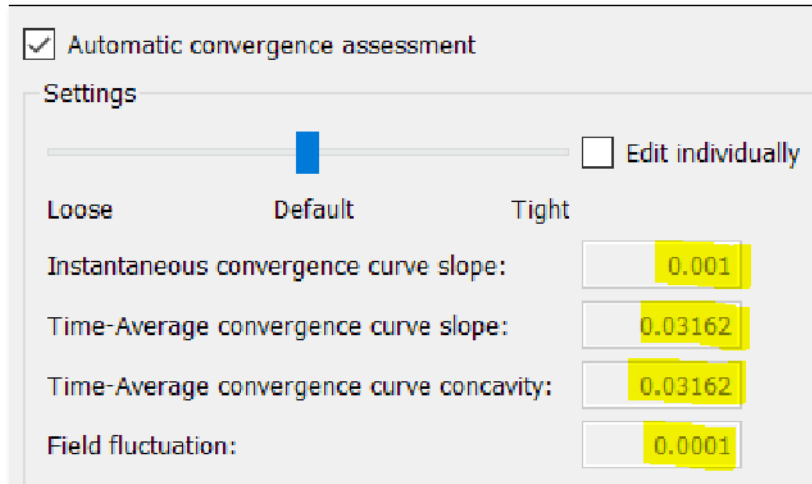 Automatic convergence assessment
Settings
Edit individually
Loose Default Tight
Instantaneous convergence curve slope: 0.001
Time-Average convergence curve slope: 0.03162
Time-Average convergence curve concavity: 0.03162
Field fluctuation: 0.0001